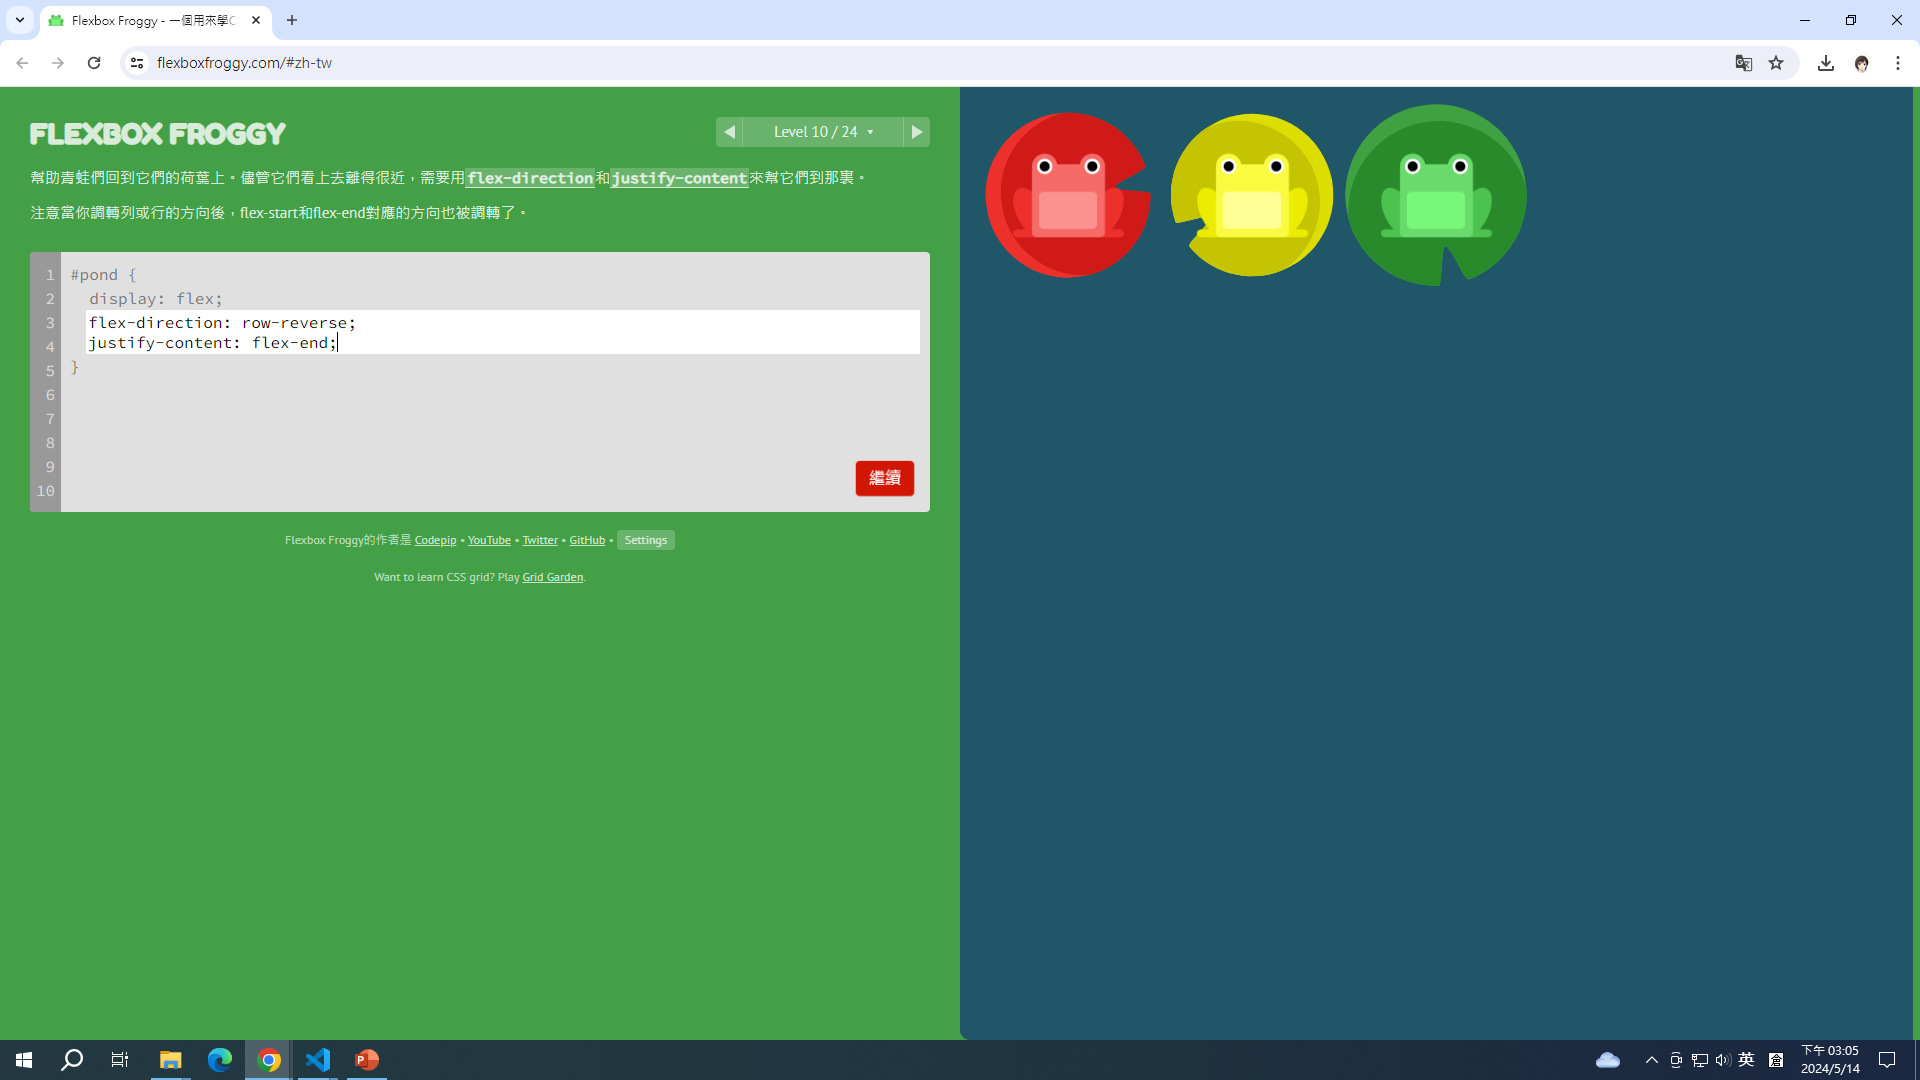 Flexbox Froggy - 一個用來學C
flexboxfroggy.com/#zh-tw
FLEXBOX FROGGY
Level 10 / 24
幫助青蛙們回到它們的荷葉上。儘管它們看上去離得很近，需要用flex-direction和justify-content來幫它們到那裏。
注意當你調轉列或行的方向後，flex-start和flex-end對應的方向也被調轉了。
1 #pond {
2 display: flex;
3 flex-direction: row-reverse;
4 justify-content: flex-end;
5 }
6
7
8
9
10
繼續
Flexbox Froggy的作者是 Codepip • YouTube • Twitter • GitHub • Settings
Want to learn CSS grid? Play Grid Garden.
英
下午 03:05
2024/5/14